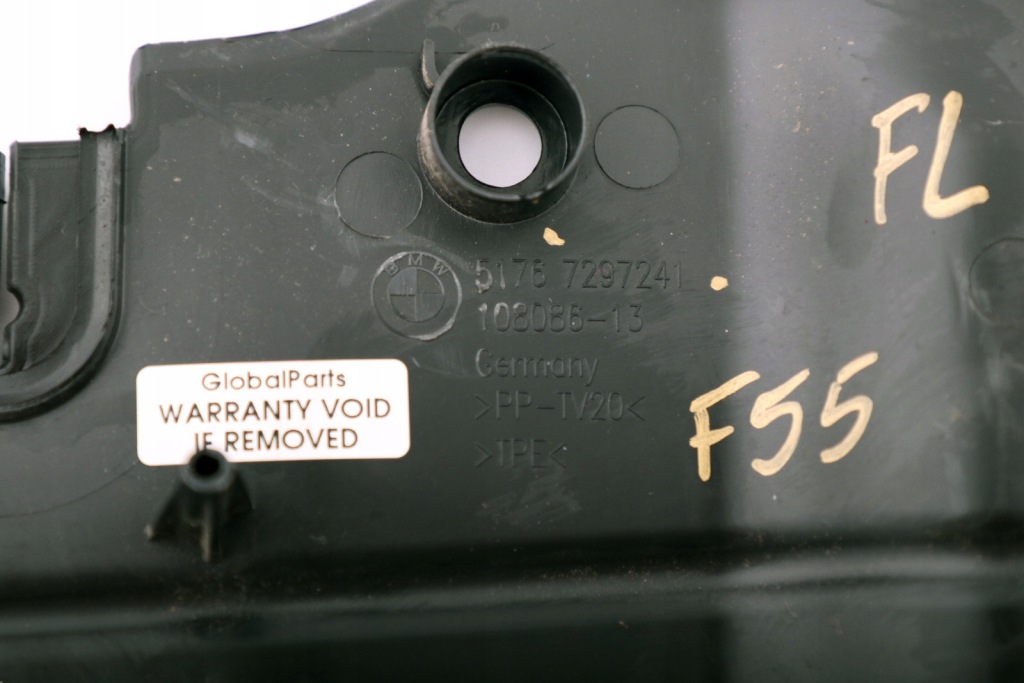 FL
BMW
5176 7297241
108086-13
Germany
>PP-TV20<
>TPE<
GlobalParts
WARRANTY VOID
IF REMOVED
F55